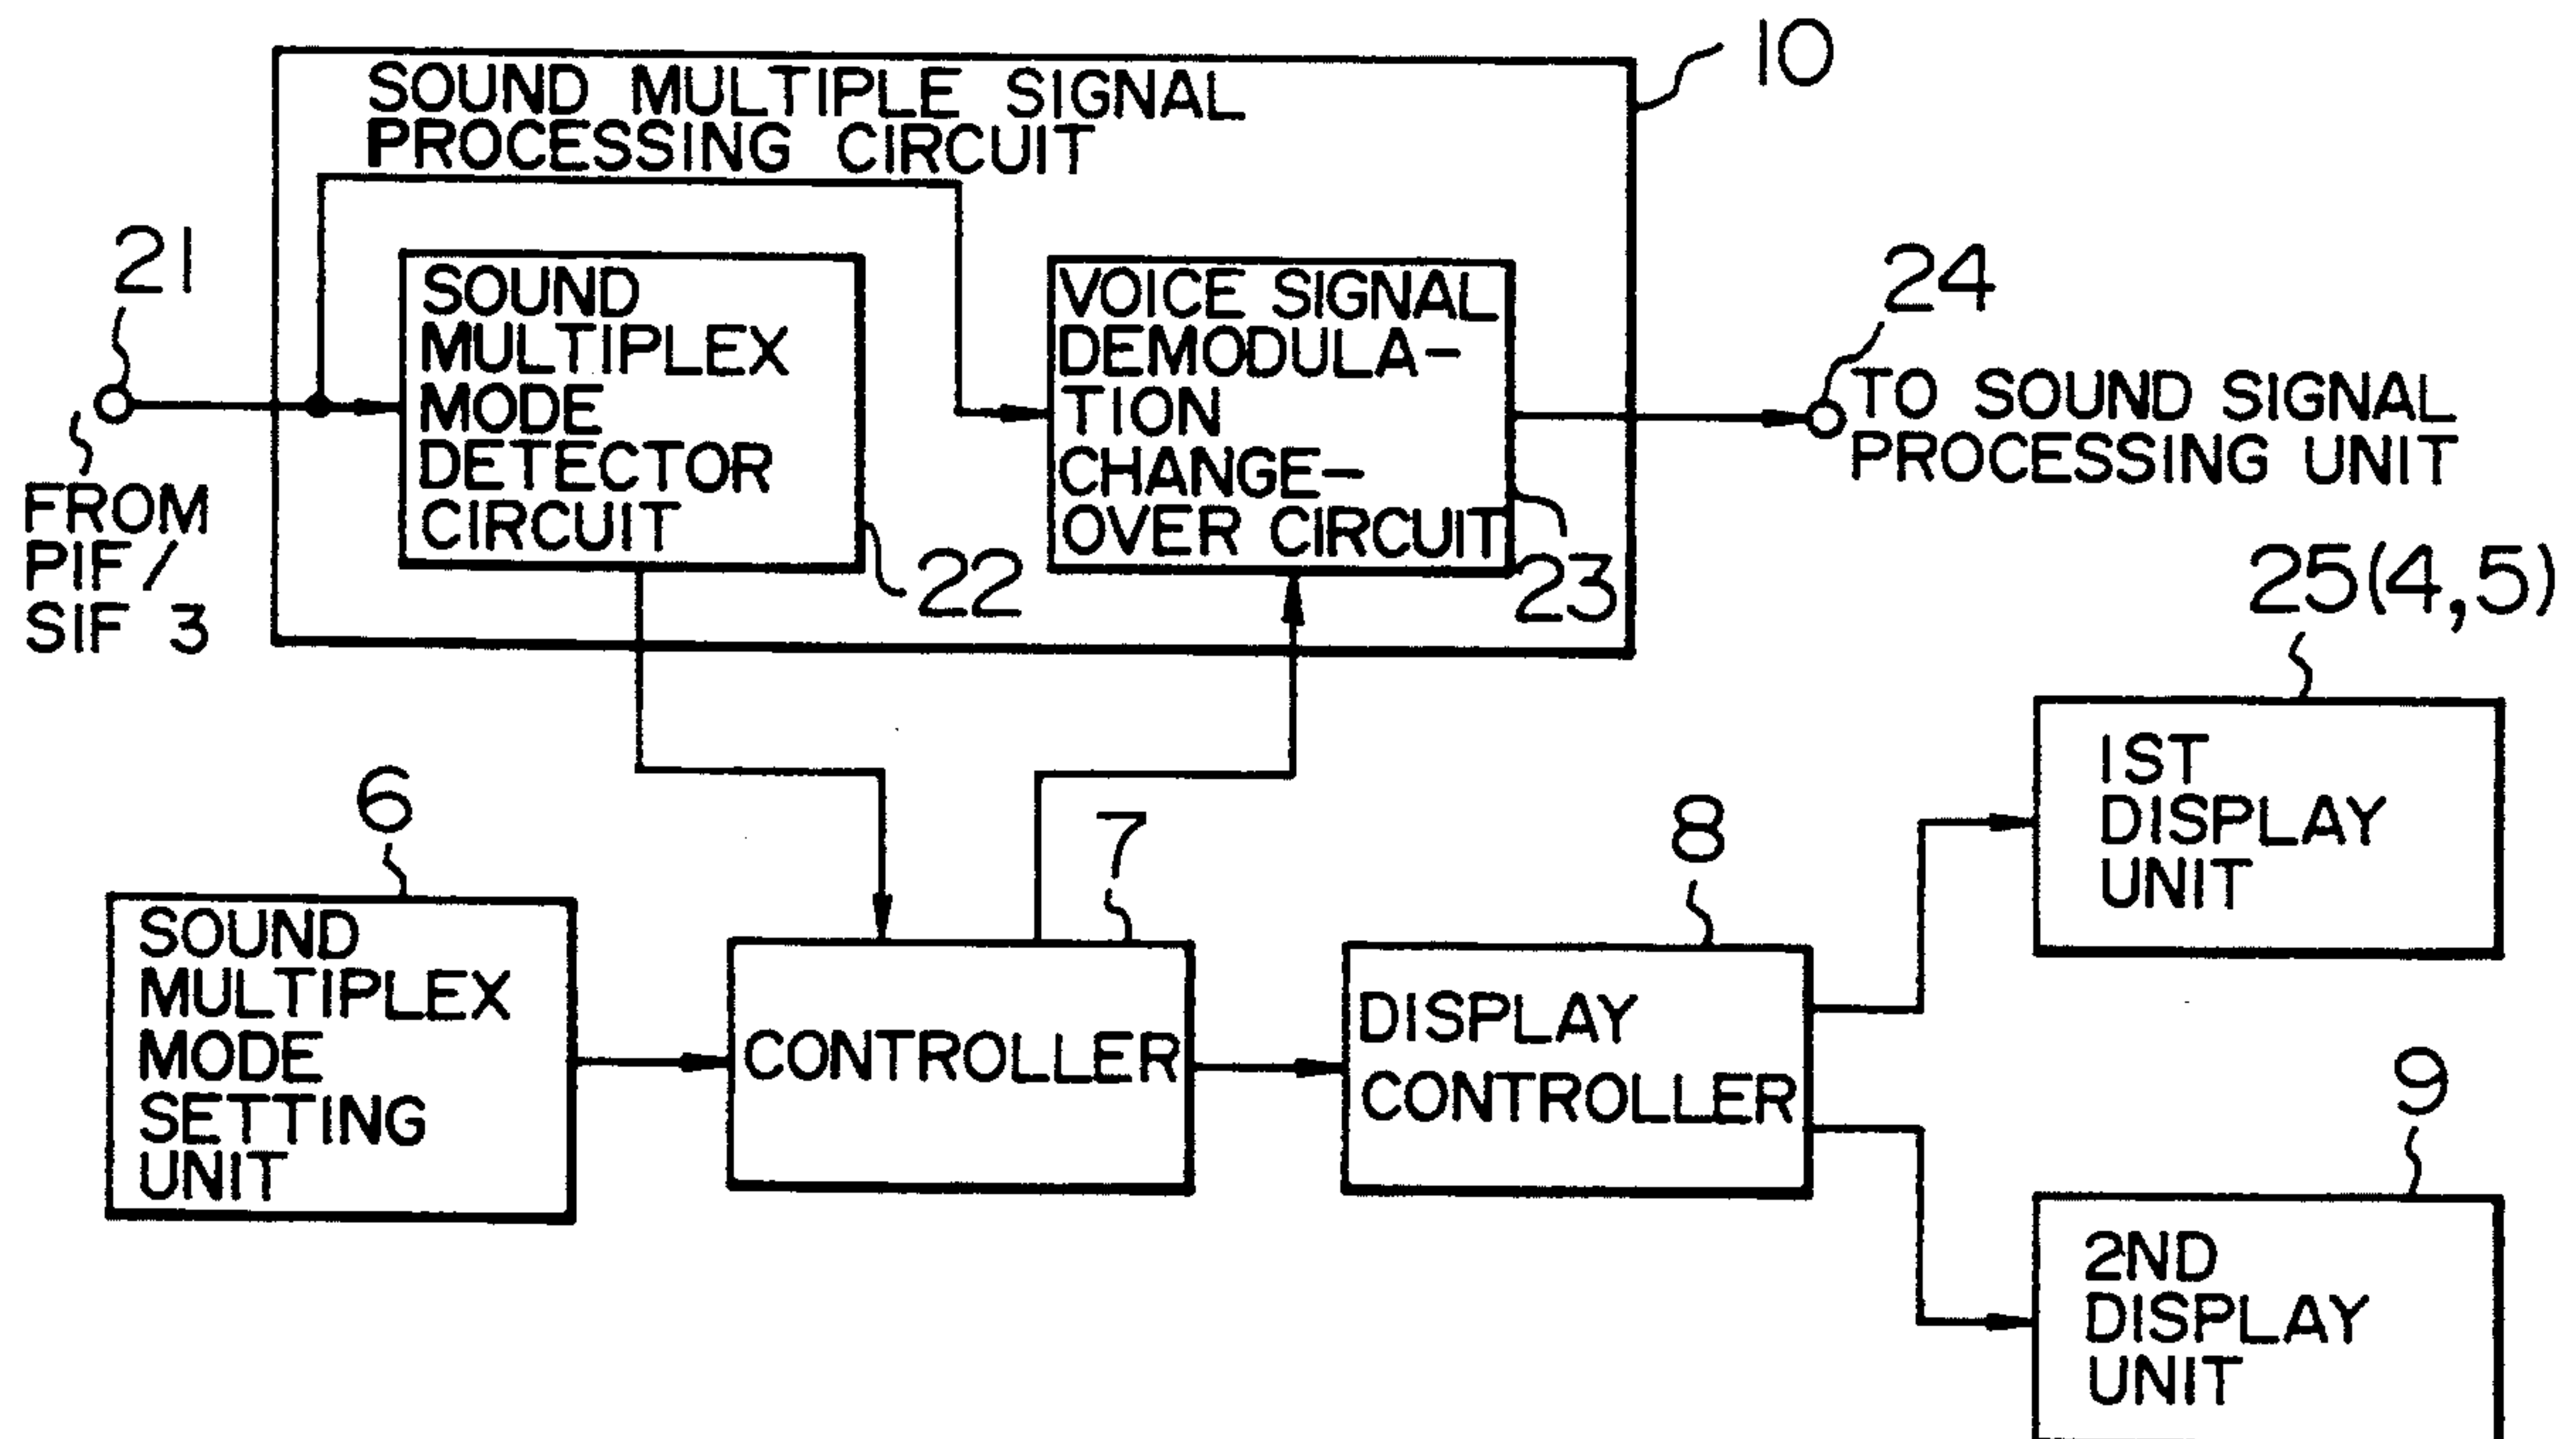 10
SOUND MULTIPLE SIGNAL
PROCESSING CIRCUIT
21
FROM
PIF/
SIF 3
SOUND
MULTIPLEX
MODE
DETECTOR
CIRCUIT
22
VOICE SIGNAL
DEMODULA-
TION
CHANGE-
OVER CIRCUIT
23
24
TO SOUND SIGNAL
PROCESSING UNIT
25(4,5)
1ST
DISPLAY
UNIT
6
SOUND
MULTIPLEX
MODE
SETTING
UNIT
7
CONTROLLER
8
DISPLAY
CONTROLLER
9
2ND
DISPLAY
UNIT